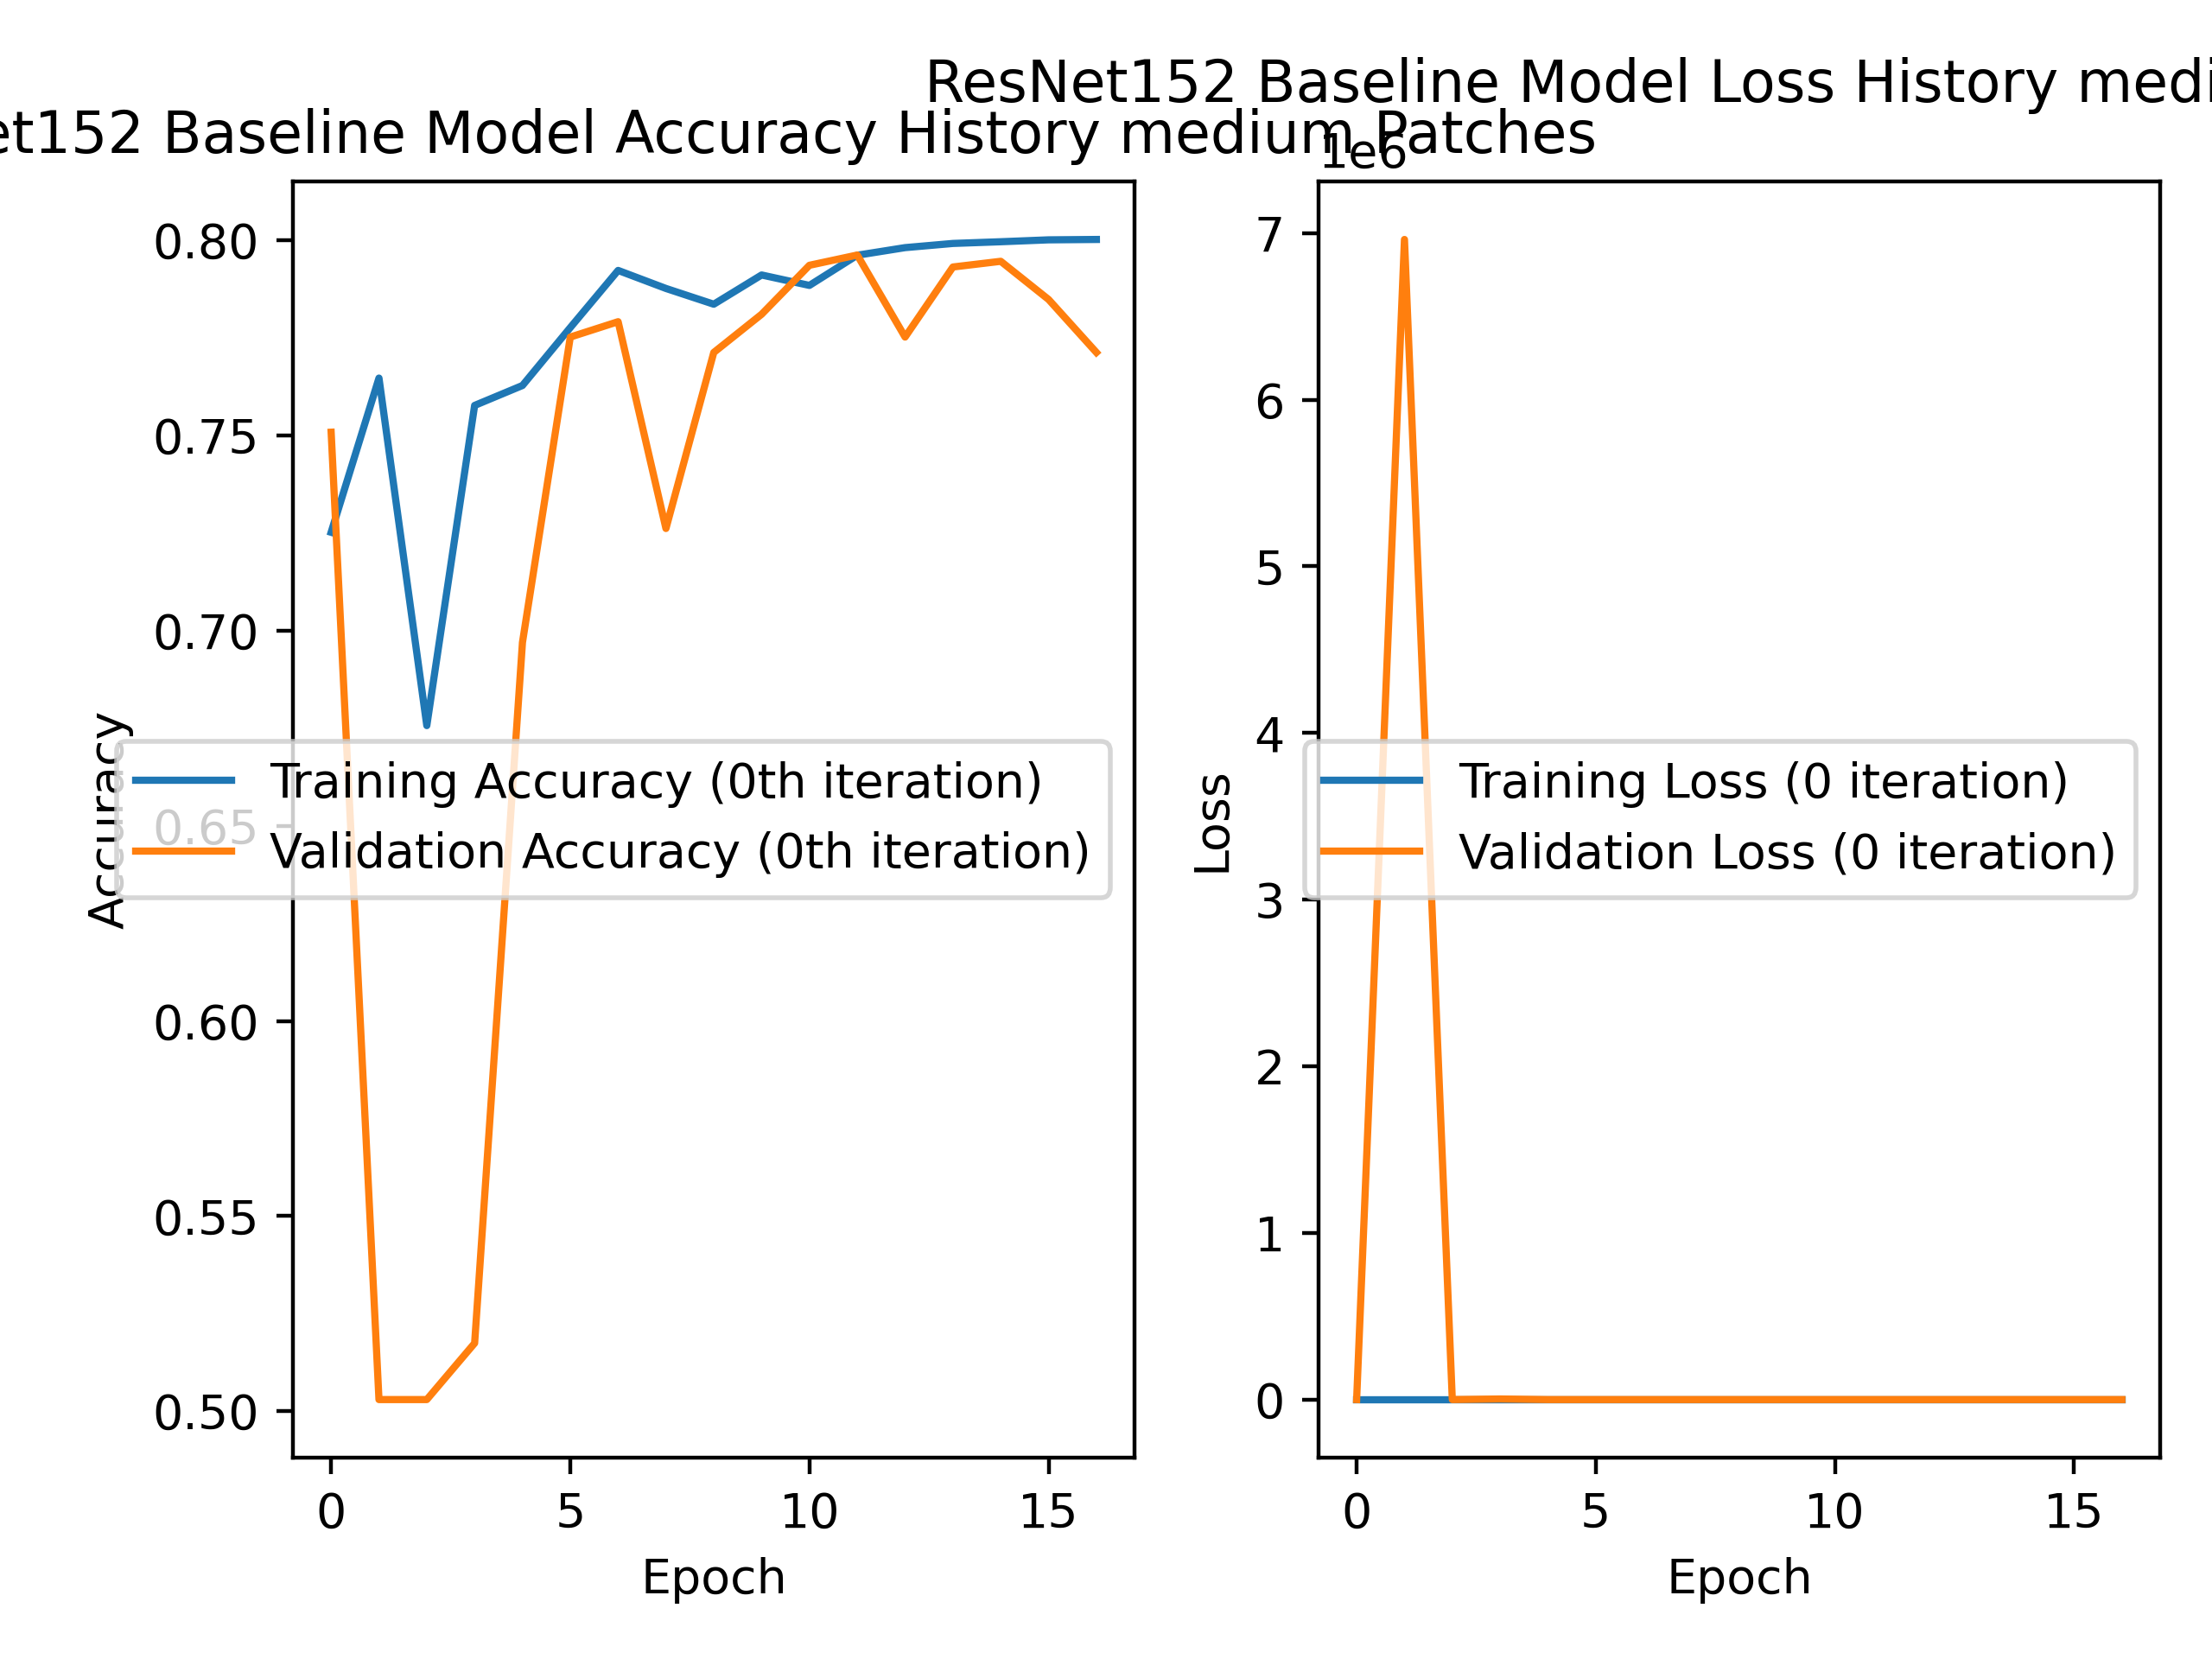 ResNet152 Baseline Model Loss History medi
et152 Baseline Model Accuracy History medium Patches
1e6
0.80
0.75
0.70
0.65
0.60
0.55
0.50
Accuracy
Training Accuracy (0th iteration)
Validation Accuracy (0th iteration)
0 5 10 15
Epoch
7
6
5
4
3
2
1
0
Loss
Training Loss (0 iteration)
Validation Loss (0 iteration)
0 5 10 15
Epoch